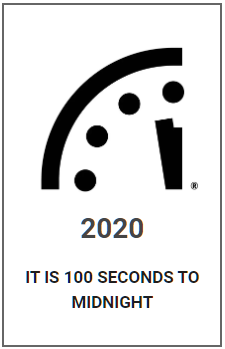 ®
2020
IT IS 100 SECONDS TO
MIDNIGHT